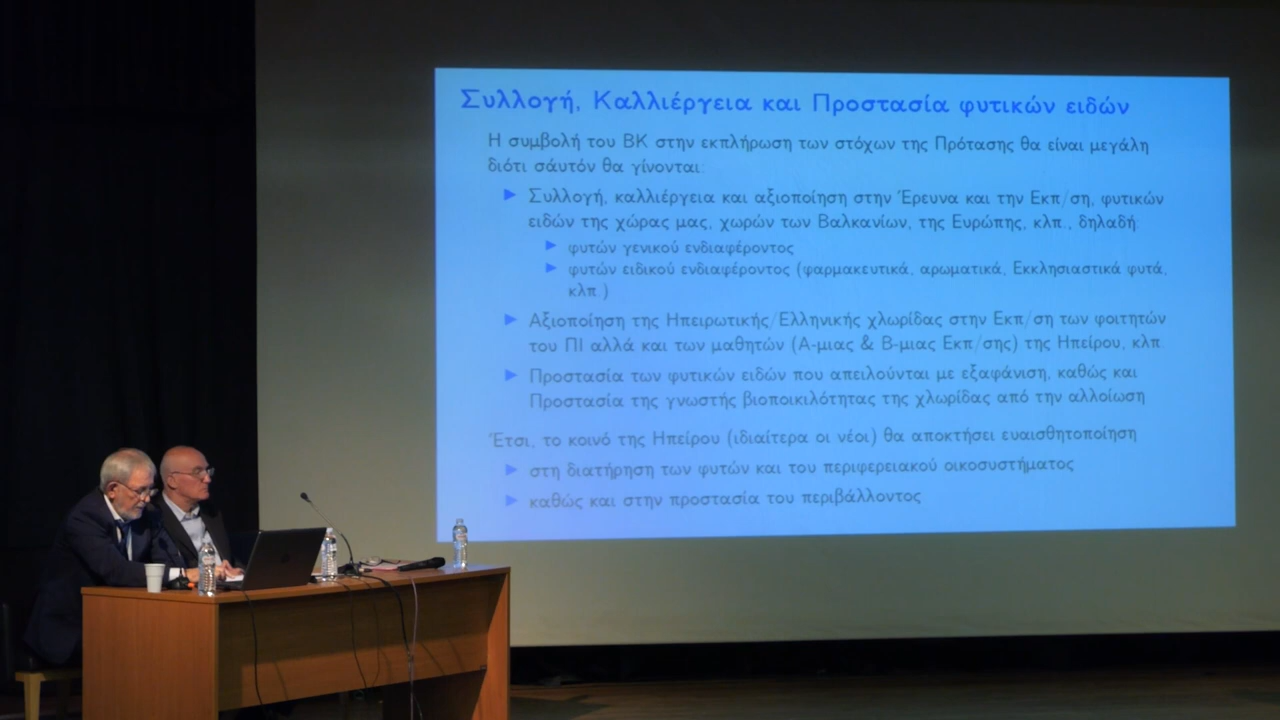 Συλλογή, Καλλιέργεια και Προστασία φυτικών ειδών
Η συμβολή του ΒΚ στην εκπλήρωση των στόχων της Πρότασης θα είναι μεγάλη
διότι σ΄αυτόν θα γίνονται:
Συλλογή, καλλιέργεια και αξιοποίηση στην Έρευνα και την Εκπ/ση, φυτικών
ειδών της χώρας μας, χωρών των Βαλκανίων, της Ευρώπης, κλπ., δηλαδή:
φυτών γενικού ενδιαφέροντος
φυτών ειδικού ενδιαφέροντος (φαρμακευτικά, αρωματικά, Εκκλησιαστικά φυτά,
κλπ.)
Αξιοποίηση της Ηπειρωτικής/Ελληνικής χλωρίδας στην Εκπ/ση των φοιτητών
του ΠΙ αλλά και των μαθητών (Α-μιας & Β-μιας Εκπ/σης) της Ηπείρου, κλπ.
Προστασία των φυτικών ειδών που απειλούνται με εξαφάνιση, καθώς και
Προστασία της γνωστής βιοποικιλότητας της χλωρίδας από την αλλοίωση
Έτσι, το κοινό της Ηπείρου (ιδιαίτερα οι νέοι) θα αποκτήσει ευαισθητοποίηση
στη διατήρηση των φυτών και του περιφερειακού οικοσυστήματος
καθώς και στην προστασία του περιβάλλοντος